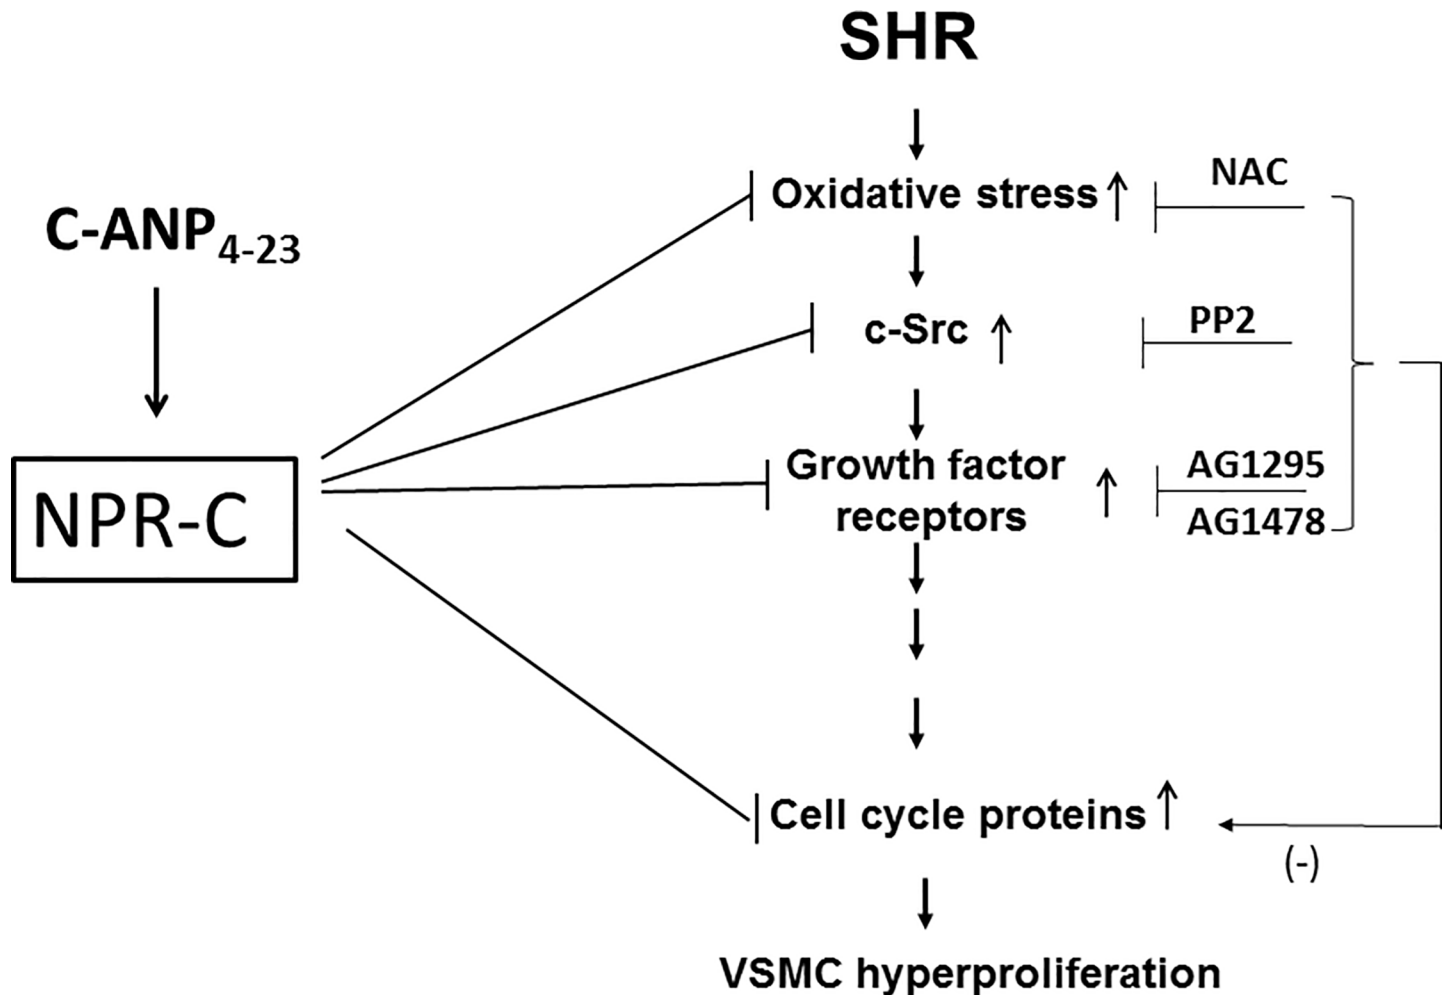 SHR
Oxidative stress
NAC
C-ANP4-23
c-Src
PP2
NPR-C
Growth factor
receptors
AG1295
AG1478
Cell cycle proteins
(-)
VSMC hyperproliferation